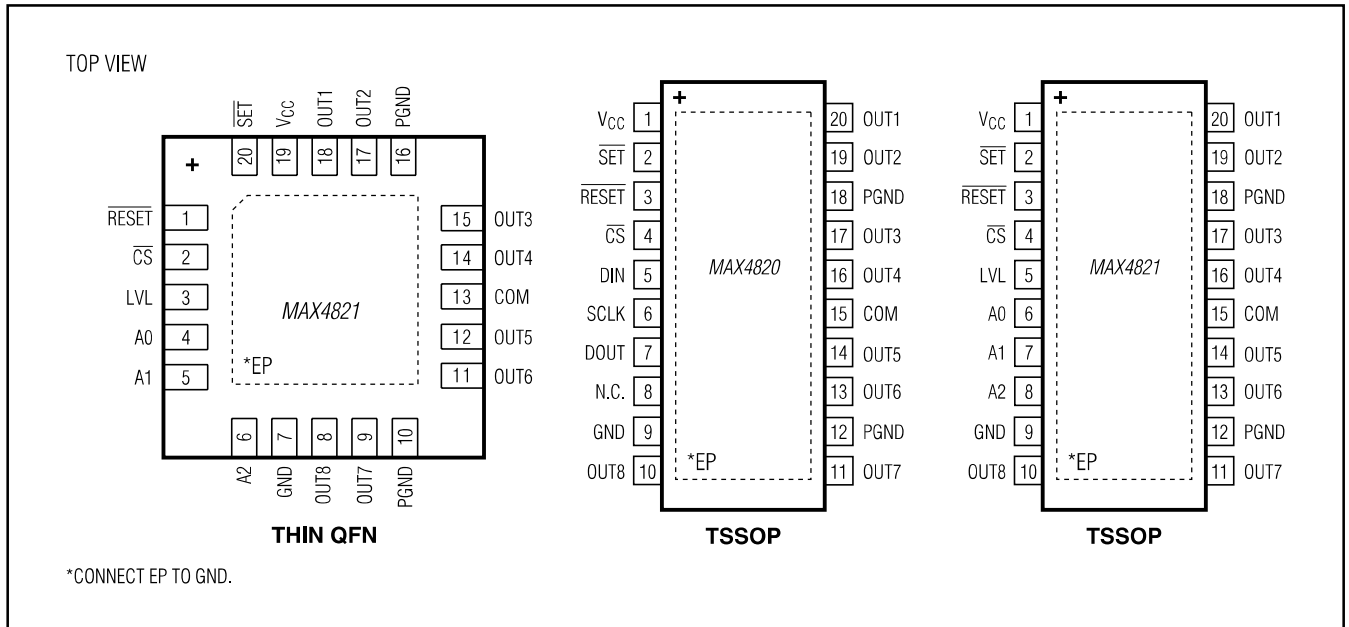 TOP VIEW
SET VCC OUT1 OUT2 PGND
+ 20 19 18 17 16
RESET 1 15 OUT3
CS 2 14 OUT4
LVL 3 13 COM
A0 4 12 OUT5
A1 5 11 OUT6
MAX4821
*EP
6 7 8 9 10
A2 GND OUT8 OUT7 PGND
THIN QFN
+
VCC 1 20 OUT1
SET 2 19 OUT2
RESET 3 18 PGND
CS 4 17 OUT3
DIN 5 MAX4820 16 OUT4
SCLK 6 15 COM
DOUT 7 14 OUT5
N.C. 8 13 OUT6
GND 9 12 PGND
OUT8 10 *EP 11 OUT7
TSSOP
+
VCC 1 20 OUT1
SET 2 19 OUT2
RESET 3 18 PGND
CS 4 17 OUT3
LVL 5 MAX4821 16 OUT4
A0 6 15 COM
A1 7 14 OUT5
A2 8 13 OUT6
GND 9 12 PGND
OUT8 10 *EP 11 OUT7
TSSOP
*CONNECT EP TO GND.